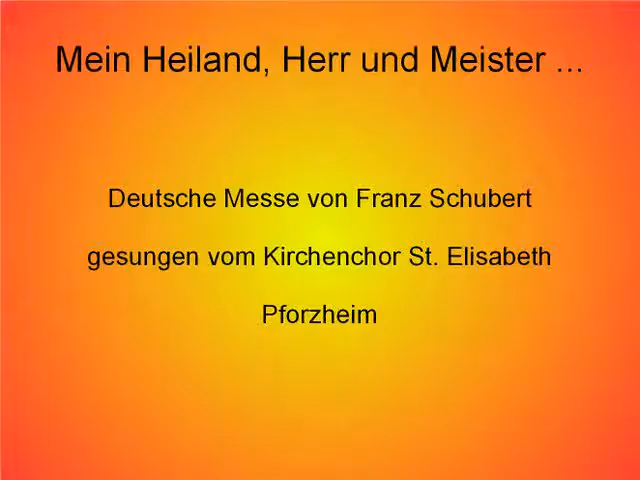 Mein Heiland, Herr und Meister ...
Deutsche Messe von Franz Schubert
gesungen vom Kirchenchor St. Elisabeth
Pforzheim